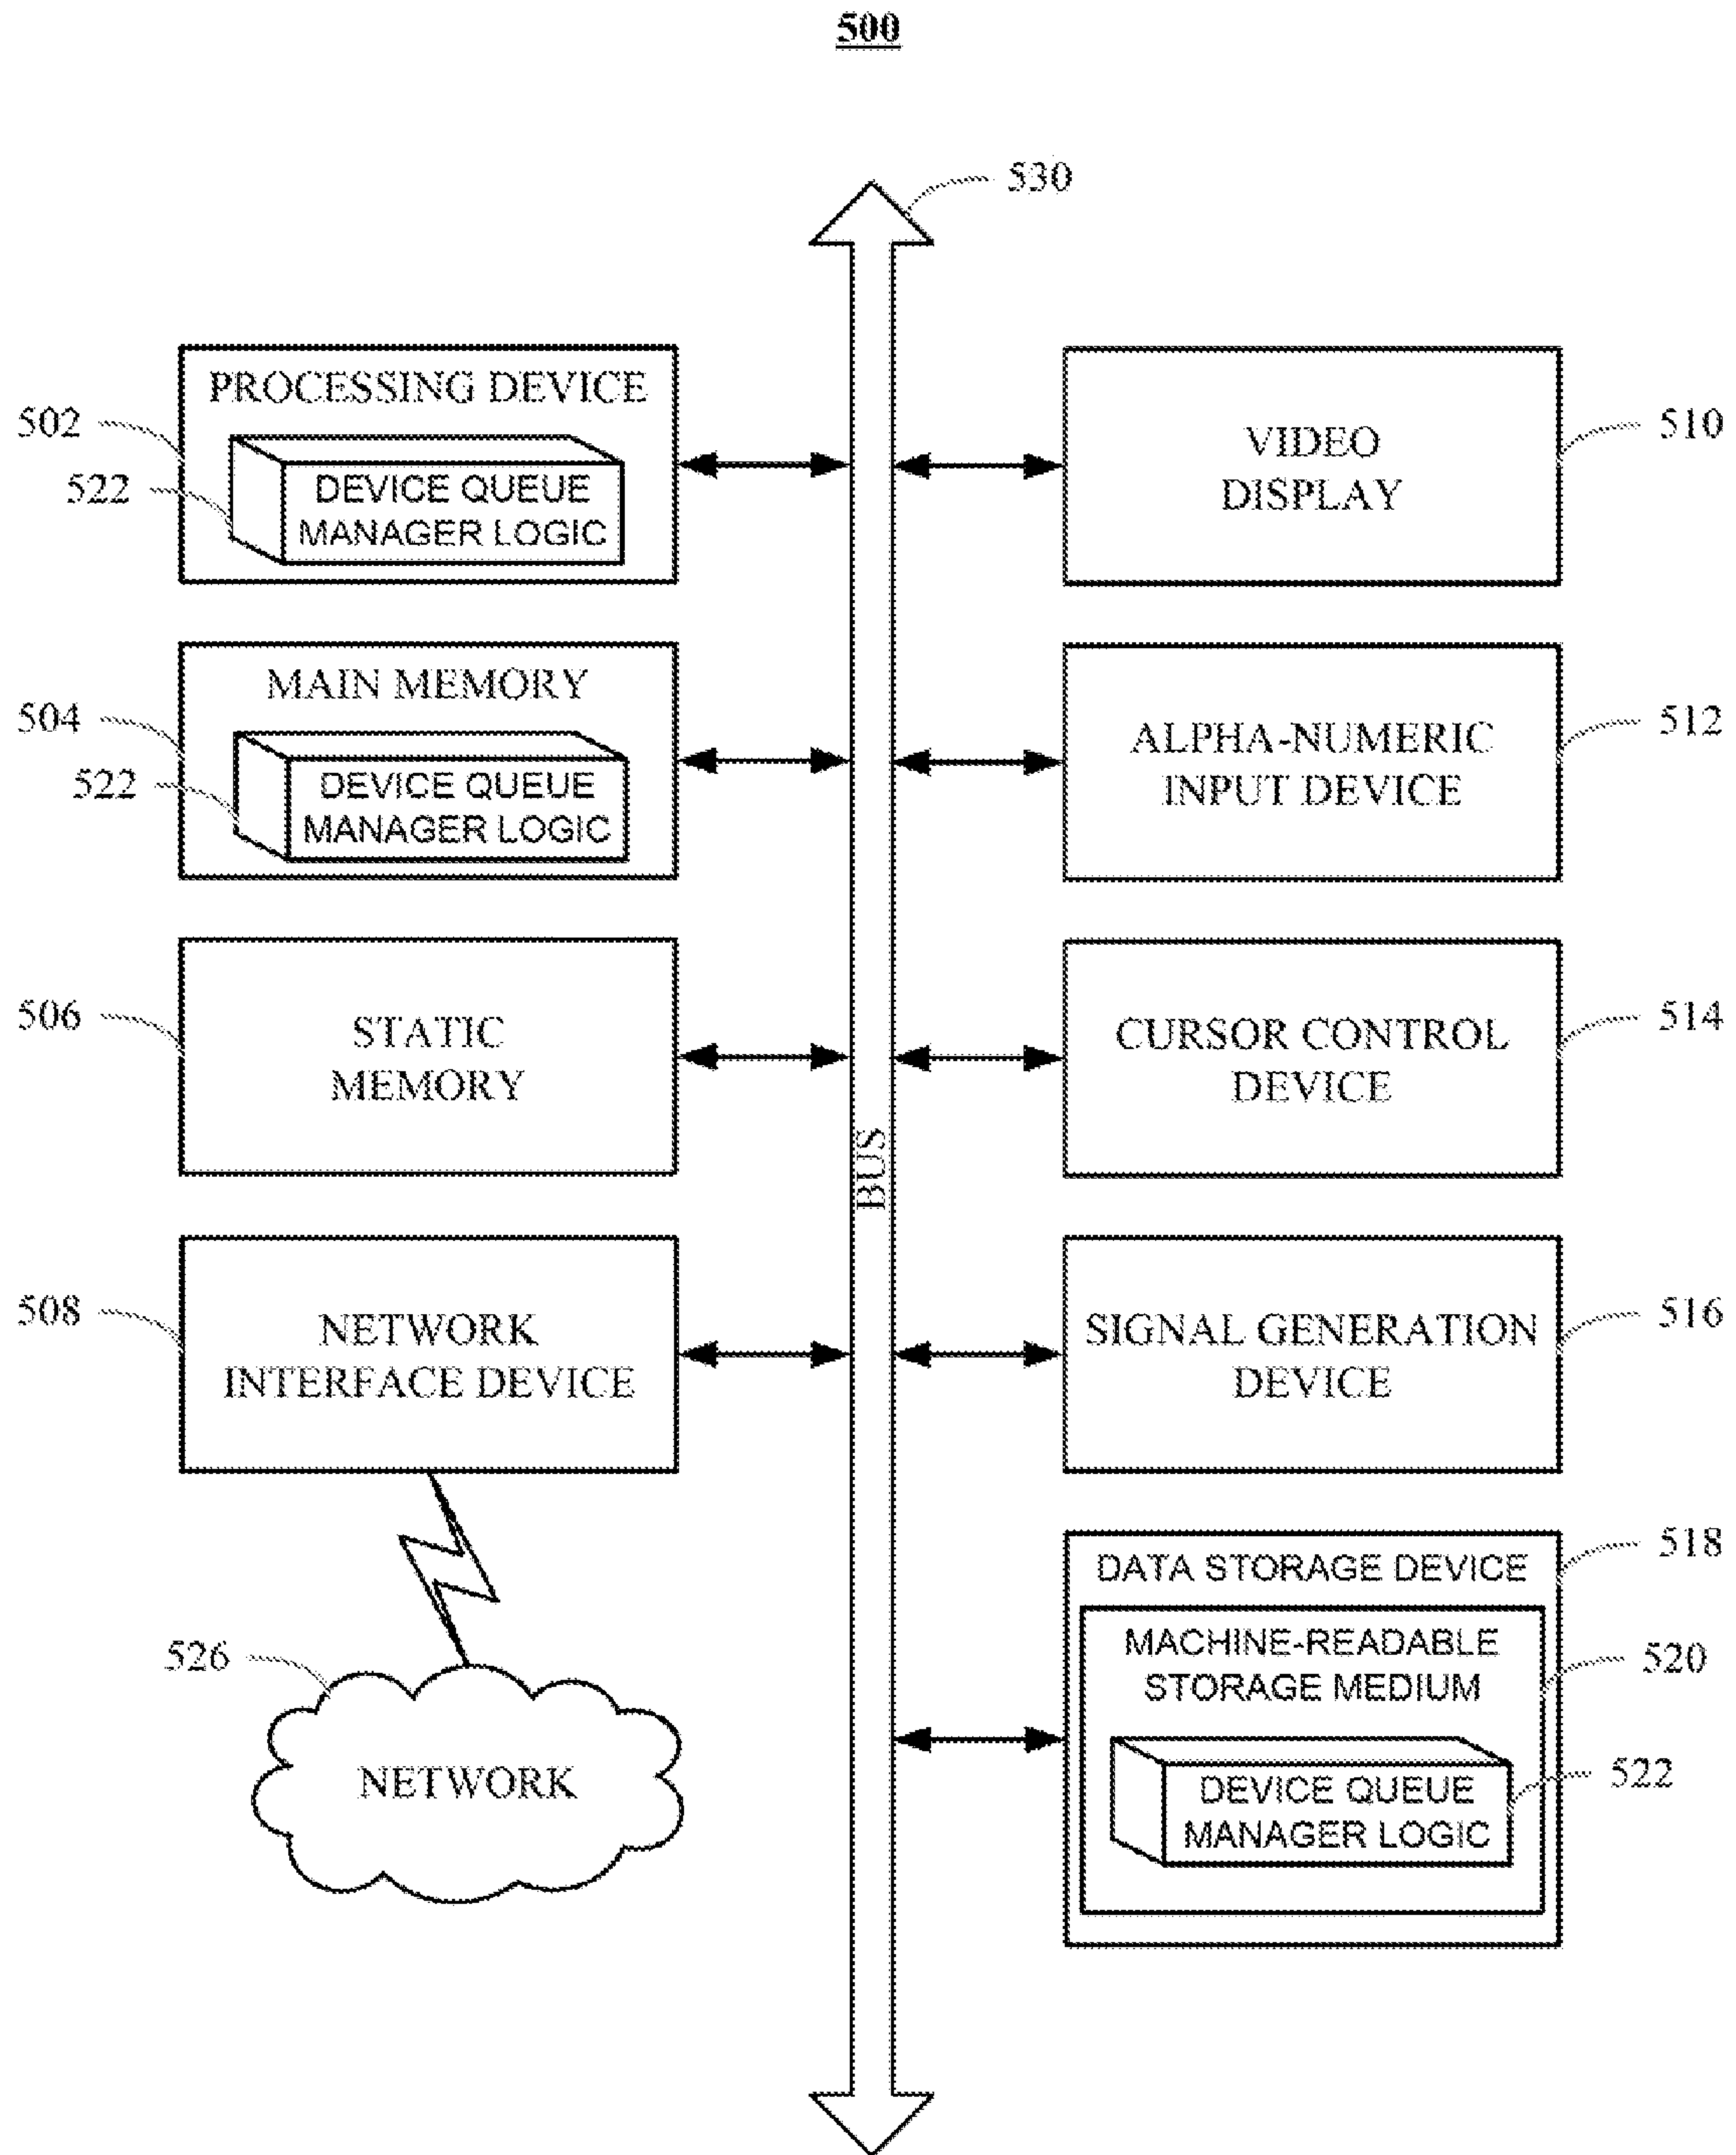 500
530
PROCESSING DEVICE
502
522
DEVICE QUEUE
MANAGER LOGIC
VIDEO
DISPLAY
510
MAIN MEMORY
504
522
DEVICE QUEUE
MANAGER LOGIC
ALPHA-NUMERIC
INPUT DEVICE
512
506
STATIC
MEMORY
CURSOR CONTROL
DEVICE
514
BUS
508
NETWORK
INTERFACE DEVICE
SIGNAL GENERATION
DEVICE
516
526
NETWORK
DATA STORAGE DEVICE
518
MACHINE-READABLE
STORAGE MEDIUM
520
DEVICE QUEUE
MANAGER LOGIC
522